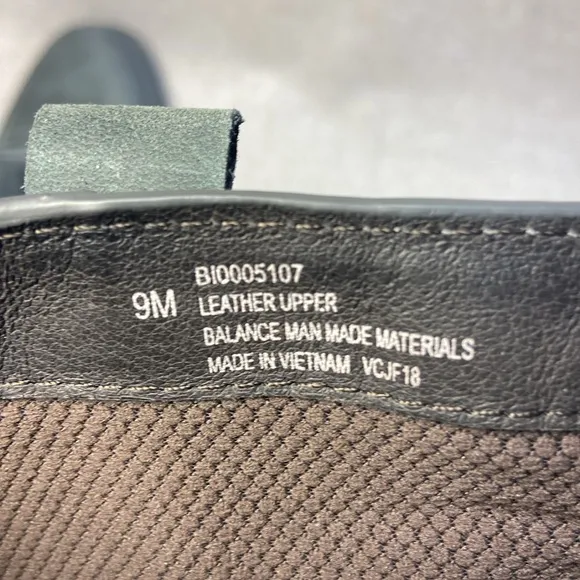 BI0005107
9M LEATHER UPPER
BALANCE MAN MADE MATERIALS
MADE IN VIETNAM VCJF18